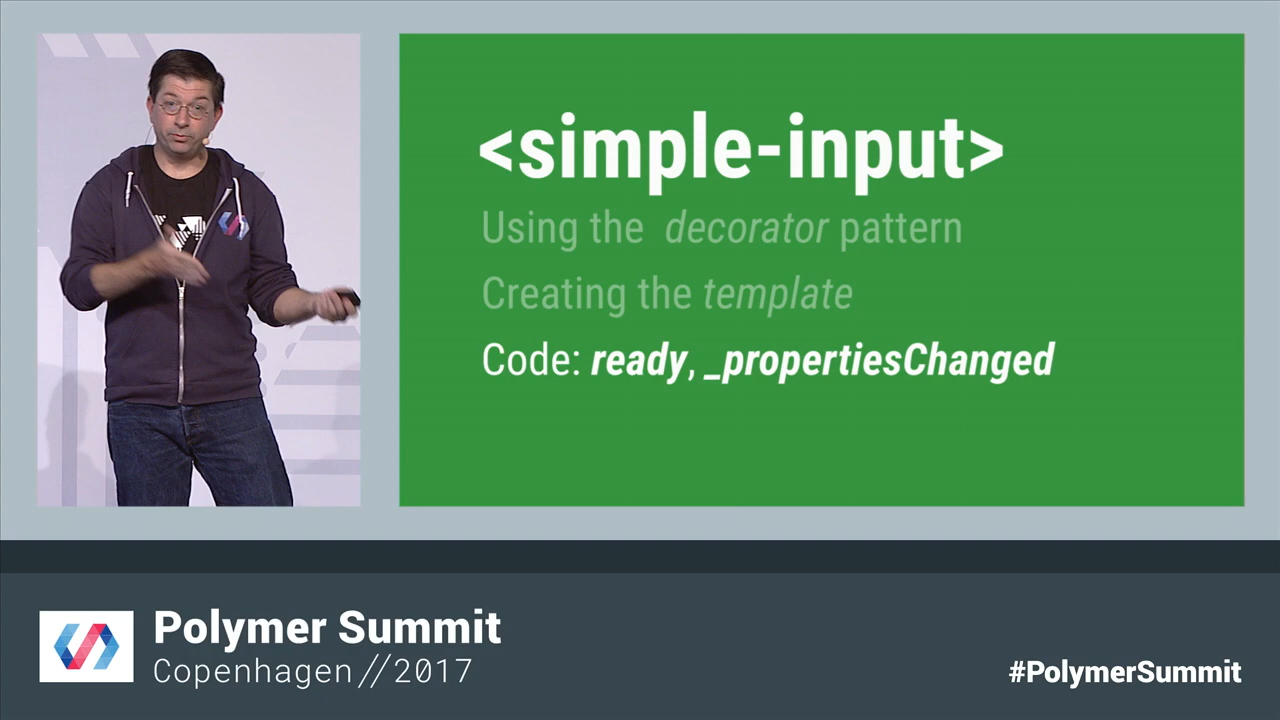 <simple-input>
Using the decorator pattern
Creating the template
Code: ready, _propertiesChanged
Polymer Summit
Copenhagen//2017
#PolymerSummit